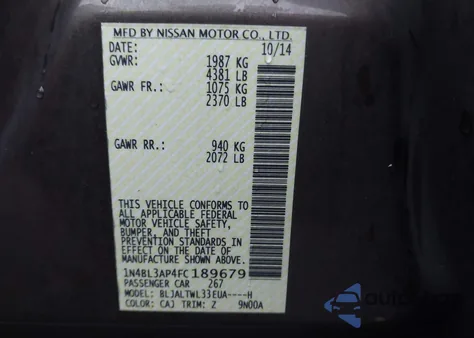 MFD BY NISSAN MOTOR CO., LTD.
DATE: 10/14
GVWR: 1987 KG
4381 LB
GAWR FR.: 1075 KG
2370 LB
GAWR RR.: 940 KG
2072 LB
THIS VEHICLE CONFORMS TO
ALL APPLICABLE FEDERAL
MOTOR VEHICLE SAFETY,
BUMPER, AND THEFT
PREVENTION STANDARDS IN
EFFECT ON THE DATE OF
MANUFACTURE SHOWN ABOVE.
1N4BL3AP4FC189679
PASSENGER CAR 267
MODEL: BLJALTWL33EUA----H
COLOR: CAJ TRIM: Z 9N00A